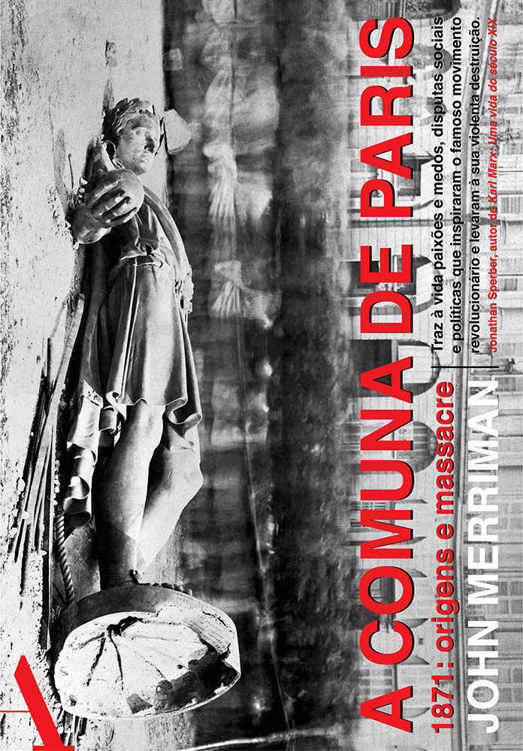 A COMUNA DE PARIS
1871: origens e massacre
JOHN MERRIMAN
Traz à vida paixões e medos, disputas sociais
e políticas que inspiraram o famoso movimento
revolucionário e levaram à sua violenta destruição.
Jonathan Sperber, autor de Karl Marx: Uma vida do século XIX